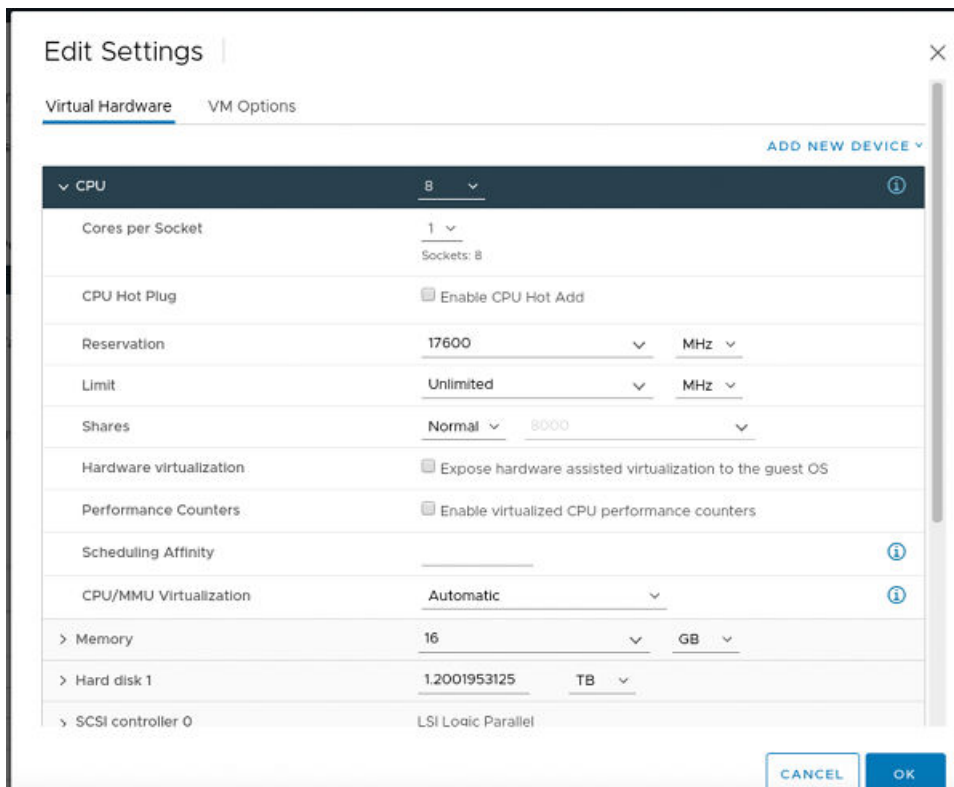 Edit Settings
Virtual Hardware VM Options
ADD NEW DEVICE
CPU 8
Cores per Socket 1
Sockets: 8
CPU Hot Plug Enable CPU Hot Add
Reservation 17600 MHz
Limit Unlimited MHz
Shares Normal 8000
Hardware virtualization Expose hardware assisted virtualization to the guest OS
Performance Counters Enable virtualized CPU performance counters
Scheduling Affinity
CPU/MMU Virtualization Automatic
Memory 16 GB
Hard disk 1 1.2001953125 TB
SCSI controller 0 LSI Logic Parallel
CANCEL OK